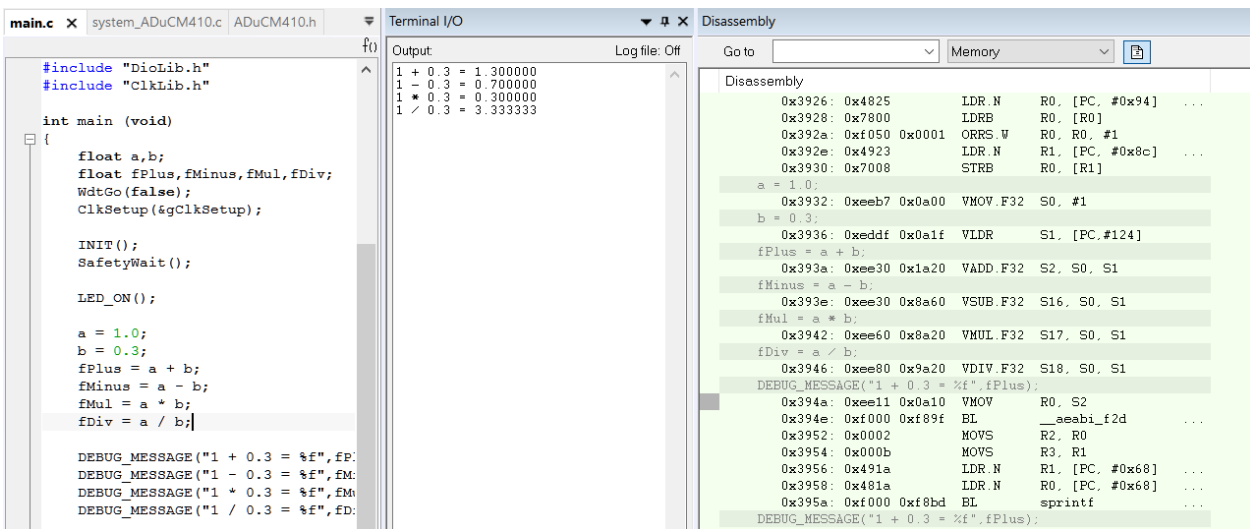 main.c X system_ADuCM410.c ADuCM410.h
f()
#include "DioLib.h"
#include "ClkLib.h"
int main (void)
{
float a,b;
float fPlus,fMinus,fMul,fDiv;
WdtGo(false);
ClkSetup(&gClkSetup);
INIT();
SafetyWait();
LED_ON();
a = 1.0;
b = 0.3;
fPlus = a + b;
fMinus = a - b;
fMul = a * b;
fDiv = a / b;
DEBUG_MESSAGE("1 + 0.3 = %f",fPl
DEBUG_MESSAGE("1 - 0.3 = %f",fMi
DEBUG_MESSAGE("1 * 0.3 = %f",fMu
DEBUG_MESSAGE("1 / 0.3 = %f",fDi
Terminal I/O
Output: Log file: Off
1 + 0.3 = 1.300000
1 - 0.3 = 0.700000
1 * 0.3 = 0.300000
1 / 0.3 = 3.333333
Disassembly
Go to Memory
Disassembly
0x3926: 0x4825 LDR.N R0, [PC, #0x94] ...
0x3928: 0x7800 LDRB R0, [R0]
0x392a: 0xf050 0x0001 ORRS.W R0, R0, #1
0x392e: 0x4923 LDR.N R1, [PC, #0x8c] ...
0x3930: 0x7008 STRB R0, [R1]
a = 1.0;
0x3932: 0xeeb7 0x0a00 VMOV.F32 S0, #1
b = 0.3;
0x3936: 0xeddf 0x0a1f VLDR S1, [PC,#124]
fPlus = a + b;
0x393a: 0xee30 0x1a20 VADD.F32 S2, S0, S1
fMinus = a - b;
0x393e: 0xee30 0x8a60 VSUB.F32 S16, S0, S1
fMul = a * b;
0x3942: 0xee60 0x8a20 VMUL.F32 S17, S0, S1
fDiv = a / b;
0x3946: 0xee80 0x9a20 VDIV.F32 S18, S0, S1
DEBUG_MESSAGE("1 + 0.3 = %f",fPlus);
0x394a: 0xee11 0x0a10 VMOV R0, S2
0x394e: 0xf000 0xf89f BL __aeabi_f2d ...
0x3952: 0x0002 MOVS R2, R0
0x3954: 0x000b MOVS R3, R1
0x3956: 0x491a LDR.N R1, [PC, #0x68] ...
0x3958: 0x481a LDR.N R0, [PC, #0x68] ...
0x395a: 0xf000 0xf8bd BL sprintf ...
DEBUG_MESSAGE("1 + 0.3 = %f",fPlus);